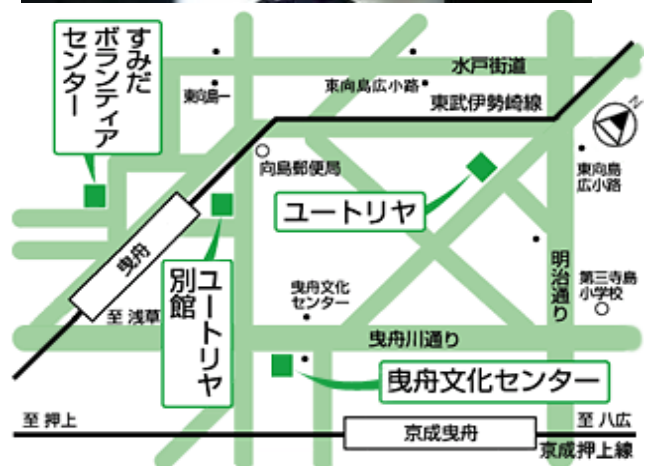 すみだ
ボランティア
センター
東向島一
東向島広小路
水戸街道
東武伊勢崎線
N
向島郵便局
ユートリヤ
東向島
広小路
曳舟
ユートリヤ
別館
至 浅草
曳舟文化
センター
明治通り
第三寺島
小学校
曳舟川通り
曳舟文化センター
至 押上
京成曳舟
至 八広
京成押上線